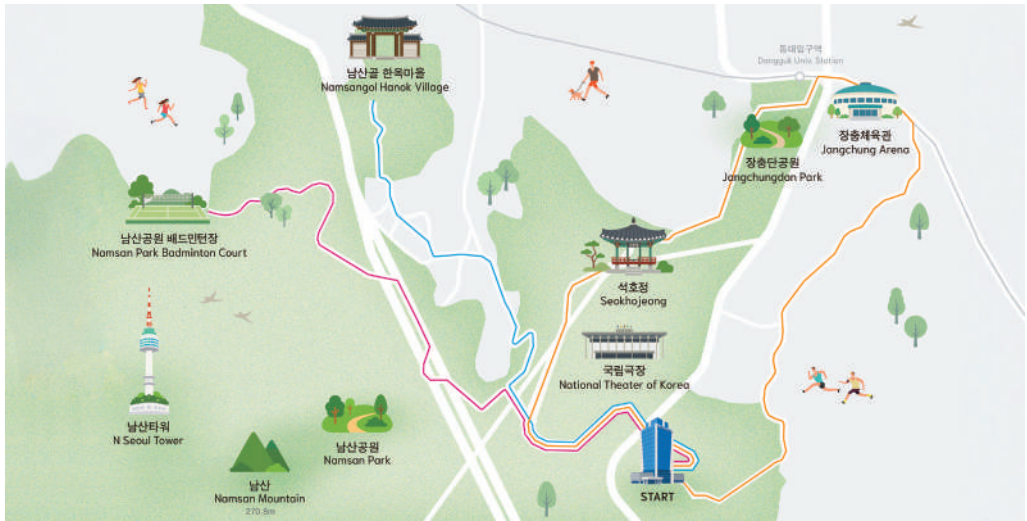 동대입구역
Dongguk Univ. Station
남산골 한옥마을
Namsangol Hanok Village
장충체육관
Jangchung Arena
장충단공원
Jangchungdan Park
남산공원 배드민턴장
Namsan Park Badminton Court
석호정
Seokhojeong
국립극장
National Theater of Korea
남산타워
N Seoul Tower
남산공원
Namsan Park
남산
Namsan Mountain
270.8m
START